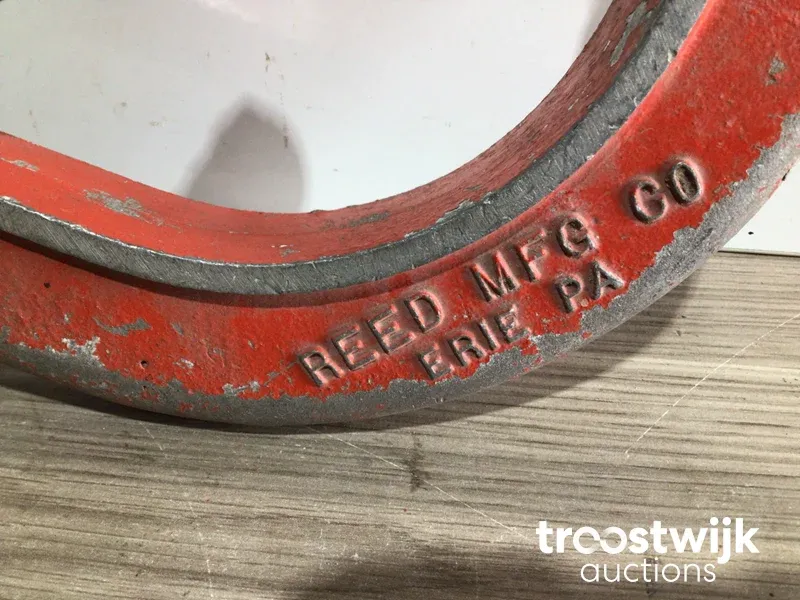 REED MFG CO
ERIE PA
troostwijk
auctions